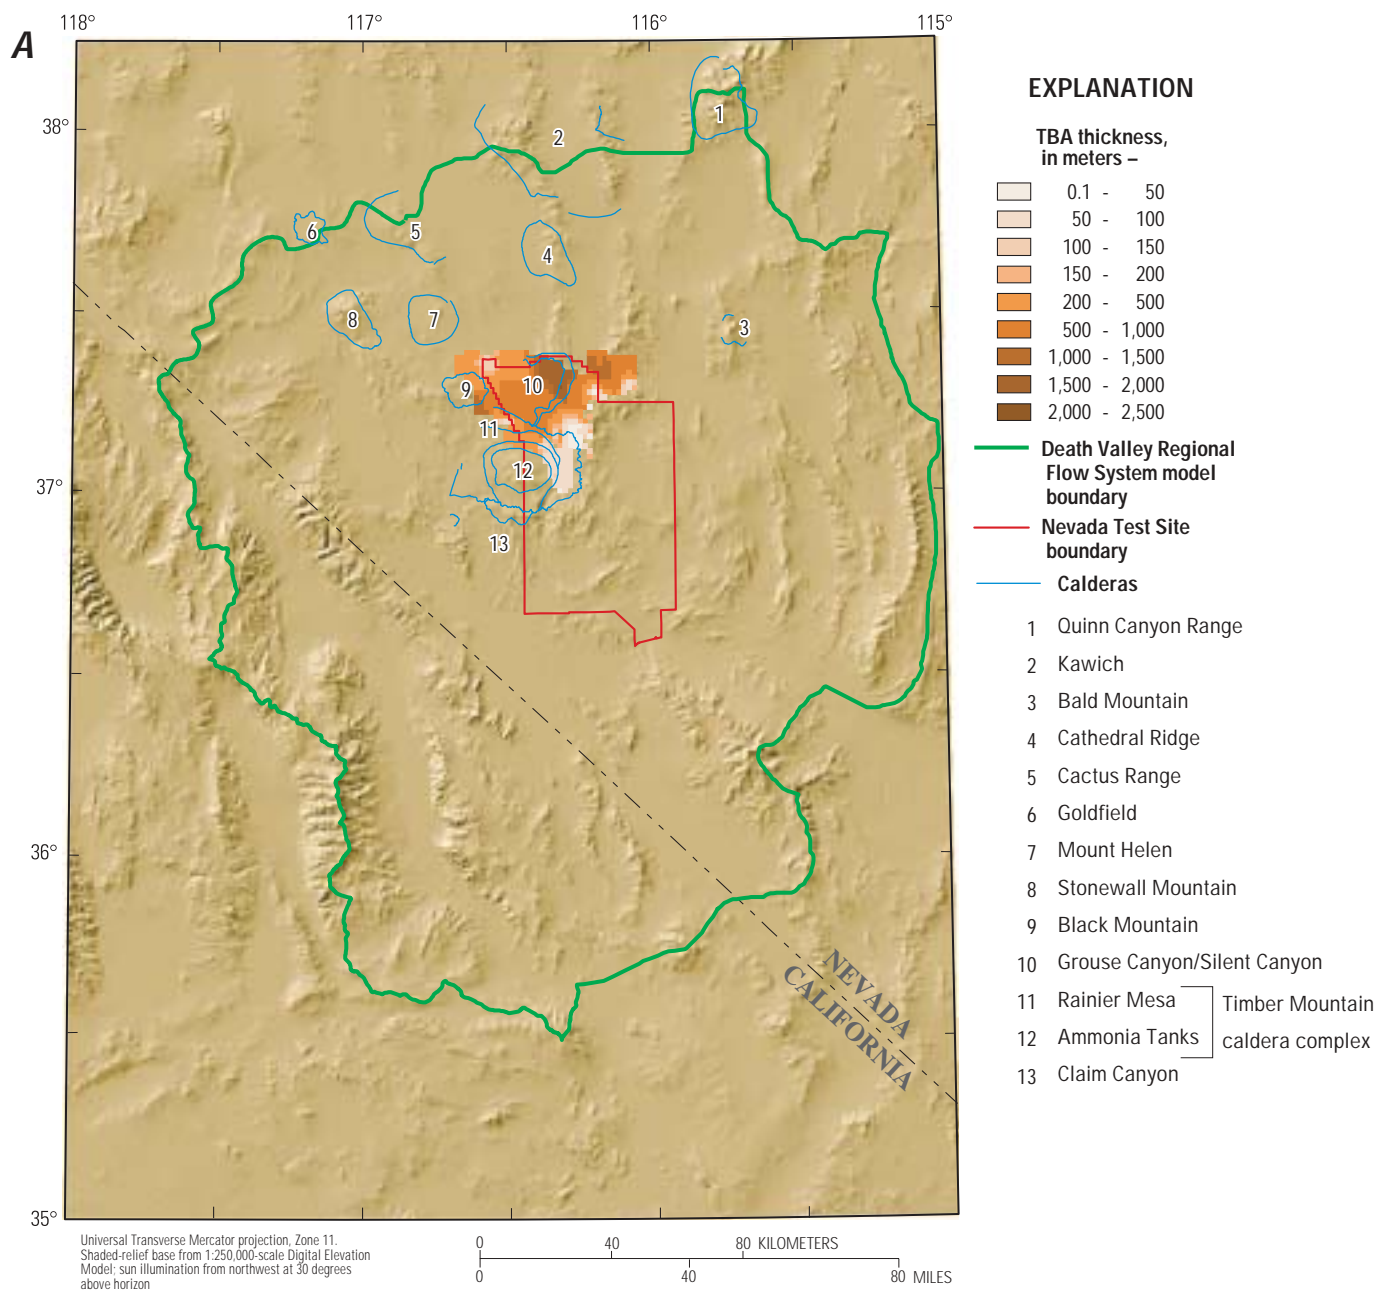 A
118°
117°
116°
115°
38°
37°
36°
35°
1
2
3
4
5
6
7
8
9
10
11
12
13
NEVADA
CALIFORNIA
EXPLANATION
TBA thickness,
in meters –
0.1 - 50
50 - 100
100 - 150
150 - 200
200 - 500
500 - 1,000
1,000 - 1,500
1,500 - 2,000
2,000 - 2,500
Death Valley Regional
Flow System model
boundary
Nevada Test Site
boundary
Calderas
1 Quinn Canyon Range
2 Kawich
3 Bald Mountain
4 Cathedral Ridge
5 Cactus Range
6 Goldfield
7 Mount Helen
8 Stonewall Mountain
9 Black Mountain
10 Grouse Canyon/Silent Canyon
11 Rainier Mesa
12 Ammonia Tanks
Timber Mountain
caldera complex
13 Claim Canyon
Universal Transverse Mercator projection, Zone 11.
Shaded-relief base from 1:250,000-scale Digital Elevation
Model; sun illumination from northwest at 30 degrees
above horizon
0 40 80 KILOMETERS
0 40 80 MILES